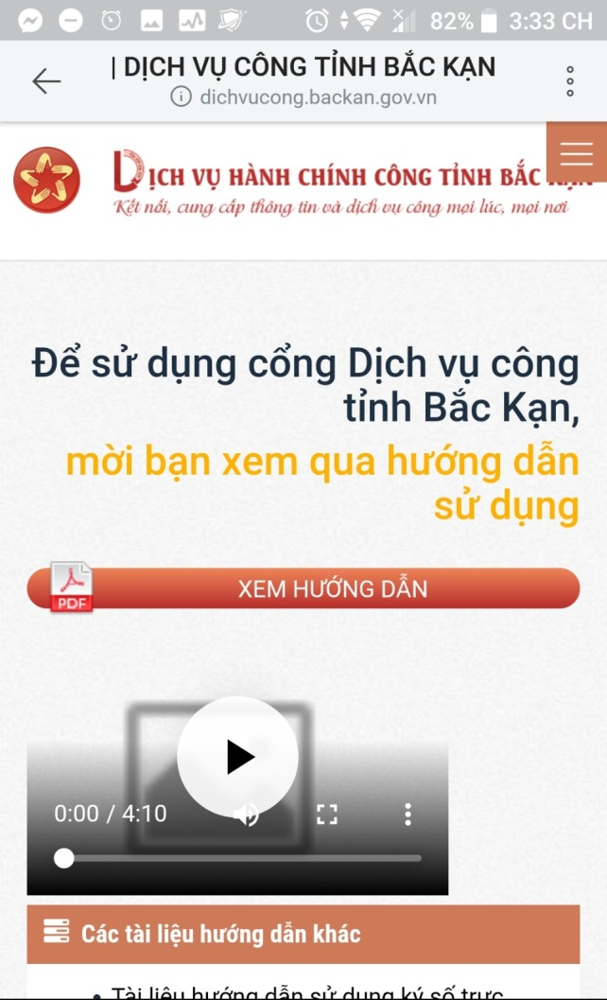 82% 3:33 CH
| DỊCH VỤ CÔNG TỈNH BẮC KẠN
dichvucong.backan.gov.vn
DỊCH VỤ HÀNH CHÍNH CÔNG TỈNH BẮC
Kết nối, cung cấp thông tin và dịch vụ công mọi lúc, mọi nơi
Để sử dụng cổng Dịch vụ công
tỉnh Bắc Kạn,
mời bạn xem qua hướng dẫn
sử dụng
PDF
XEM HƯỚNG DẪN
0:00 / 4:10
Các tài liệu hướng dẫn khác
• Tài liệu hướng dẫn sử dụng ký số trực